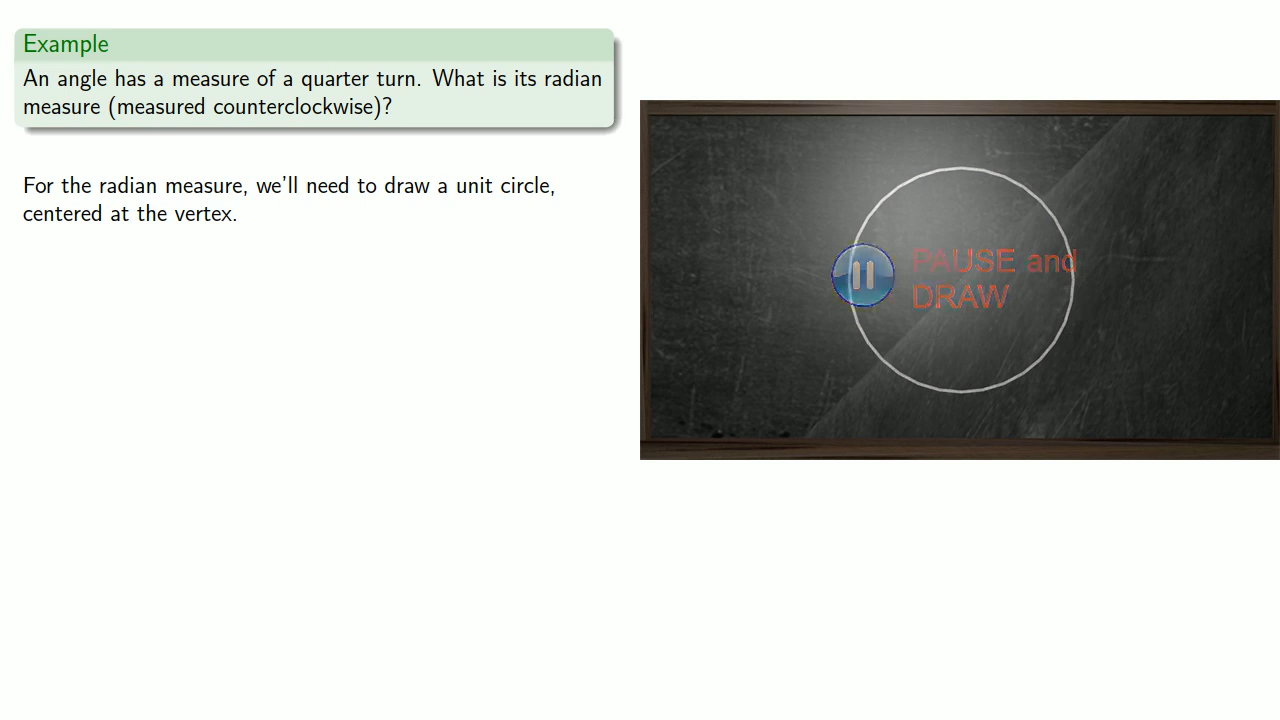 Example
An angle has a measure of a quarter turn. What is its radian
measure (measured counterclockwise)?
For the radian measure, we'll need to draw a unit circle,
centered at the vertex.
PAUSE and
DRAW